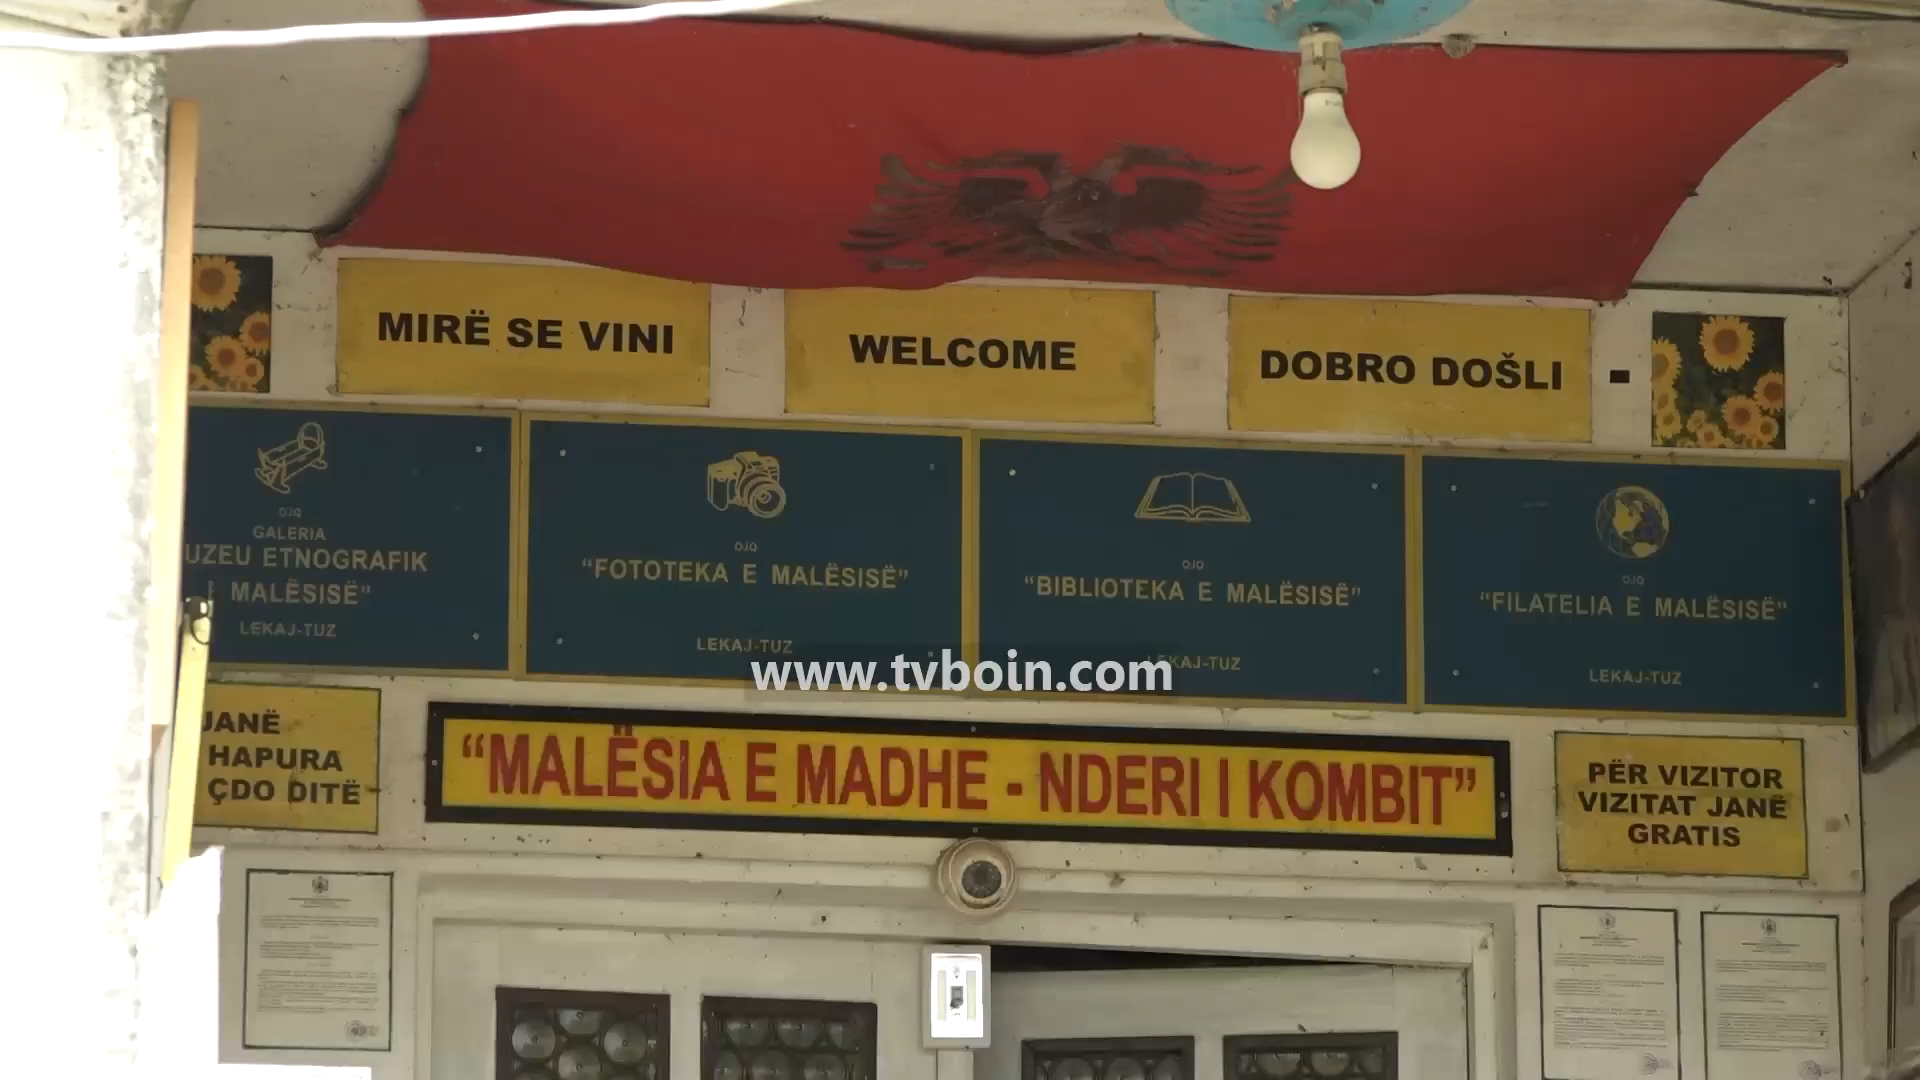 MIRË SE VINI
WELCOME
DOBRO DOŠLI
OJQ
GALERIA
UZEU ETNOGRAFIK
MALËSISË”
LEKAJ-TUZ
OJQ
“FOTOTEKA E MALËSISË”
LEKAJ-TUZ
OJQ
“BIBLIOTEKA E MALËSISË”
LEKAJ-TUZ
OJQ
“FILATELIA E MALËSISË”
LEKAJ-TUZ
www.tvboin.com
JANË
HAPURA
ÇDO DITË
“MALËSIA E MADHE - NDERI I KOMBIT”
PËR VIZITOR
VIZITAT JANË
GRATIS